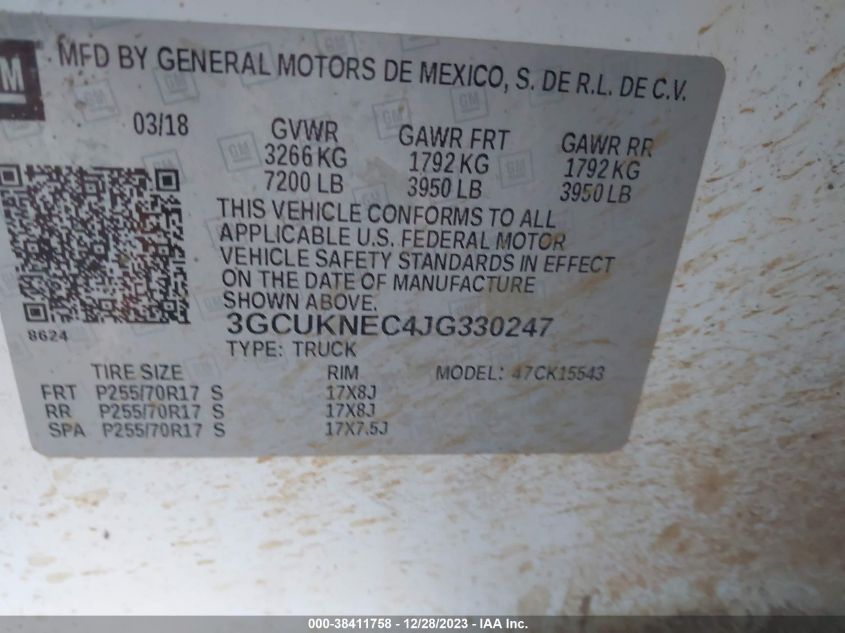 GM
MFD BY GENERAL MOTORS DE MEXICO, S. DE R.L. DE C.V.
03/18 GVWR GAWR FRT GAWR RR
3266 KG 1792 KG 1792 KG
7200 LB 3950 LB 3950 LB
THIS VEHICLE CONFORMS TO ALL
APPLICABLE U.S. FEDERAL MOTOR
VEHICLE SAFETY STANDARDS IN EFFECT
ON THE DATE OF MANUFACTURE
SHOWN ABOVE.
8624 3GCUKNEC4JG330247
TYPE: TRUCK
TIRE SIZE RIM MODEL: 47CK15543
FRT P255/70R17 S 17X8J
RR P255/70R17 S 17X8J
SPA P255/70R17 S 17X7.5J
000-38411758 - 12/28/2023 - IAA Inc.